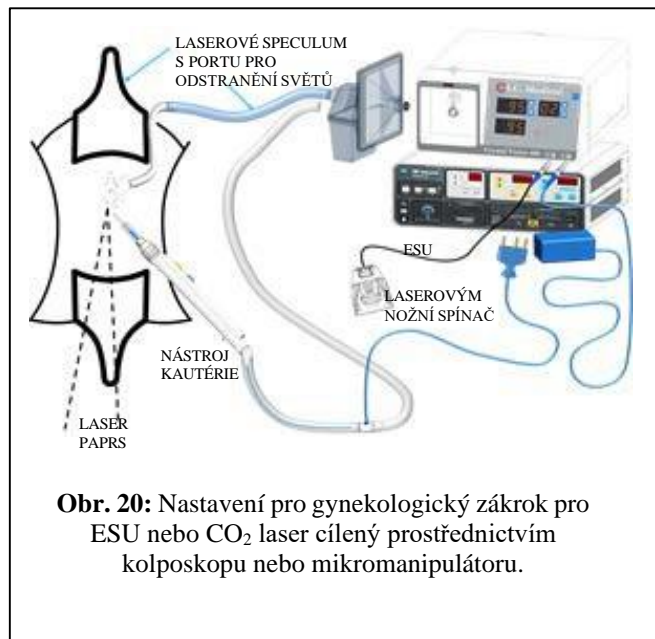 LASEROVÉ SPECULUM
S PORTU PRO
ODSTRANĚNÍ SVĚTŮ
ESU
LASEROVÝM
NOŽNÍ SPÍNAČ
NÁSTROJ
KAUTÉRIE
LASER
PAPRS
Obr. 20: Nastavení pro gynekologický zákrok pro
ESU nebo CO₂ laser cílený prostřednictvím
kolposkopu nebo mikromanipulátoru.